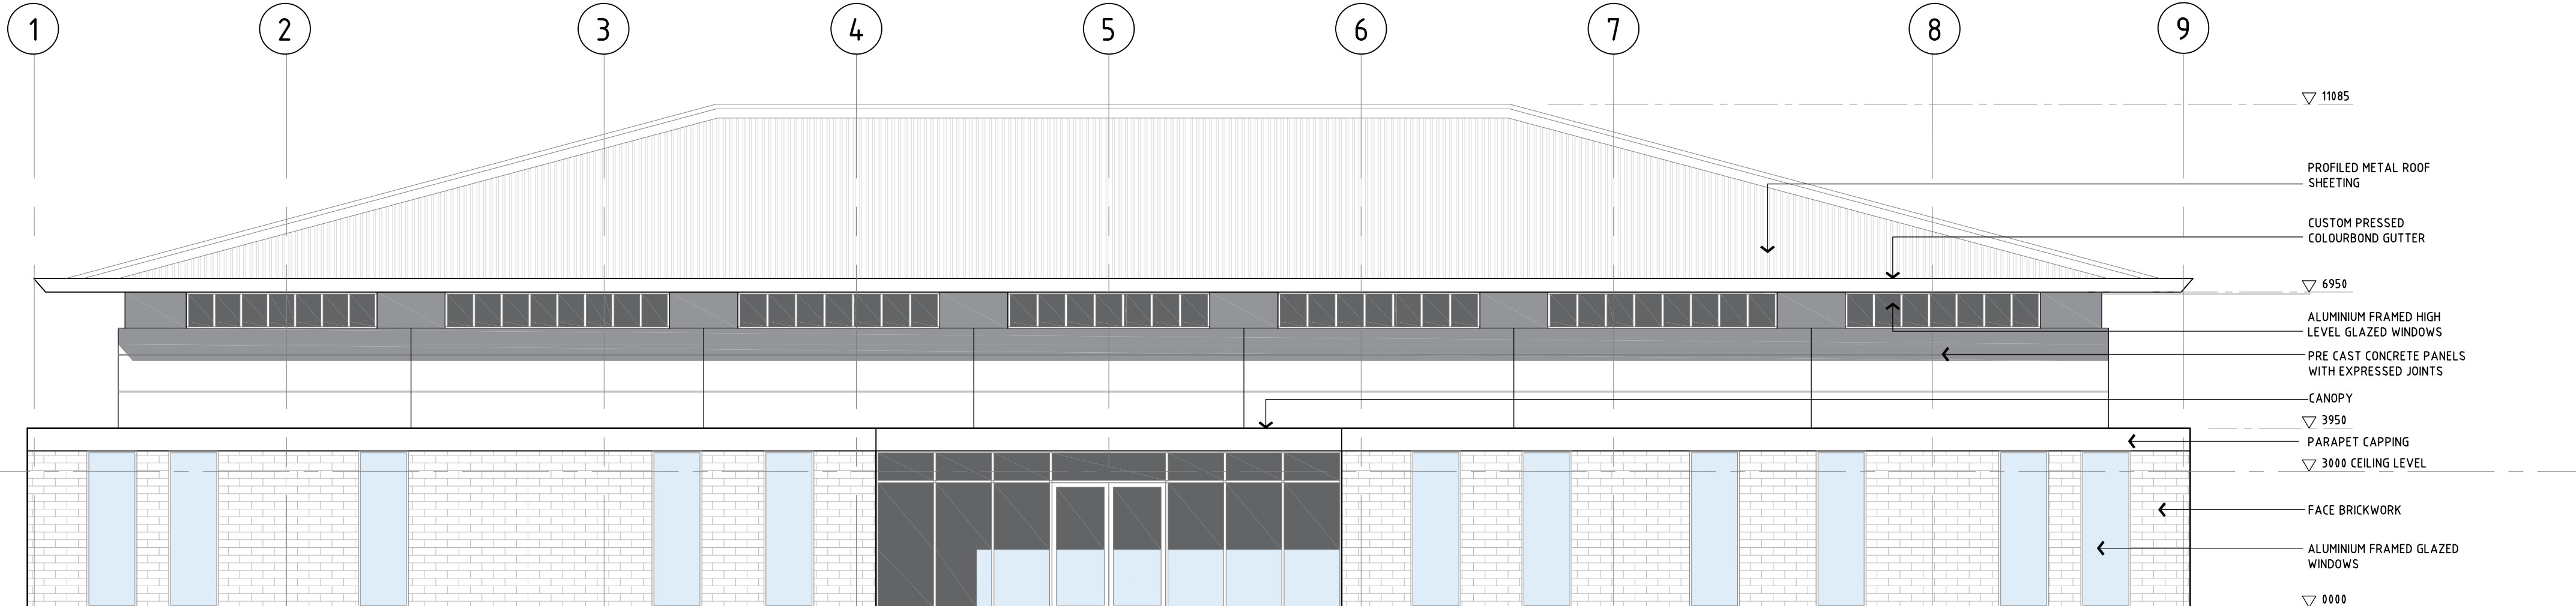 1 2 3 4 5 6 7 8 9
11085
PROFILED METAL ROOF
SHEETING
CUSTOM PRESSED
COLOURBOND GUTTER
6950
ALUMINIUM FRAMED HIGH
LEVEL GLAZED WINDOWS
PRE CAST CONCRETE PANELS
WITH EXPRESSED JOINTS
CANOPY
3950
PARAPET CAPPING
3000 CEILING LEVEL
FACE BRICKWORK
ALUMINIUM FRAMED GLAZED
WINDOWS
0000